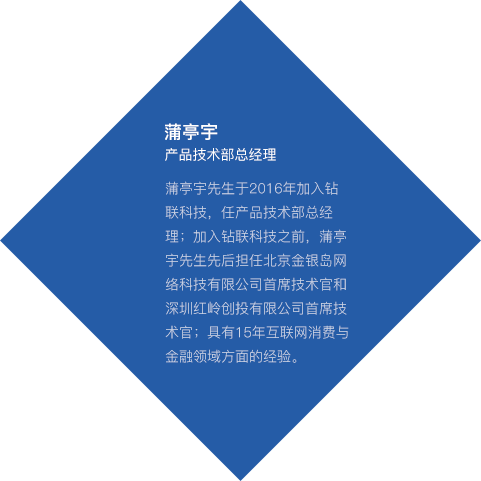 蒲亭宇
产品技术部总经理
蒲亭宇先生于2016年加入钻
联科技，任产品技术部总经
理；加入钻联科技之前，蒲亭
宇先生先后担任北京金银岛网
络科技有限公司首席技术官和
深圳红岭创投有限公司首席技
术官；具有15年互联网消费与
金融领域方面的经验。